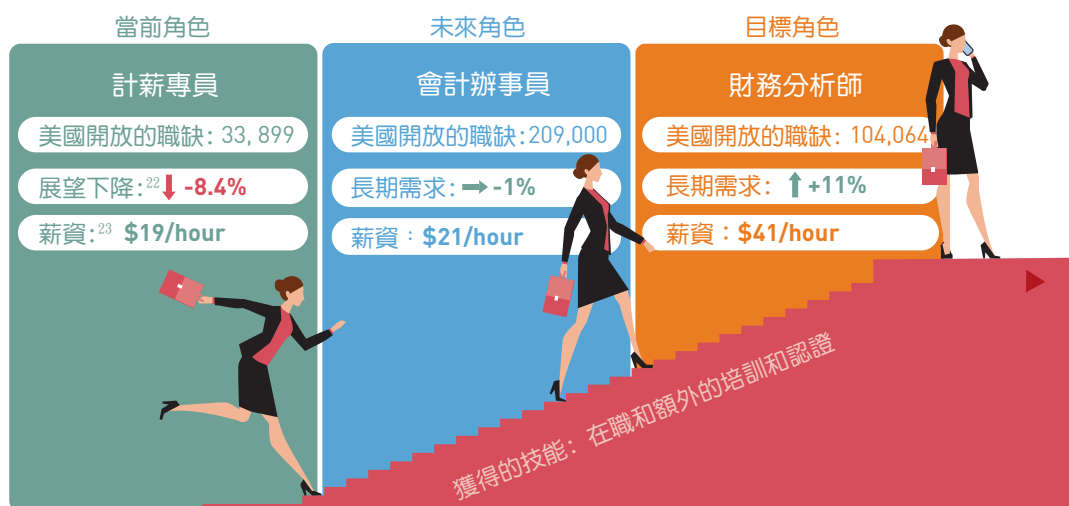 當前角色
計薪專員
美國開放的職缺: 33, 899
展望下降:22 ⬇ -8.4%
薪資:23 $19/hour
未來角色
會計辦事員
美國開放的職缺:209,000
長期需求: ➡ -1%
薪資：$21/hour
目標角色
財務分析師
美國開放的職缺: 104,064
長期需求: ⬆ +11%
薪資：$41/hour
獲得的技能: 在職和額外的培訓和認證